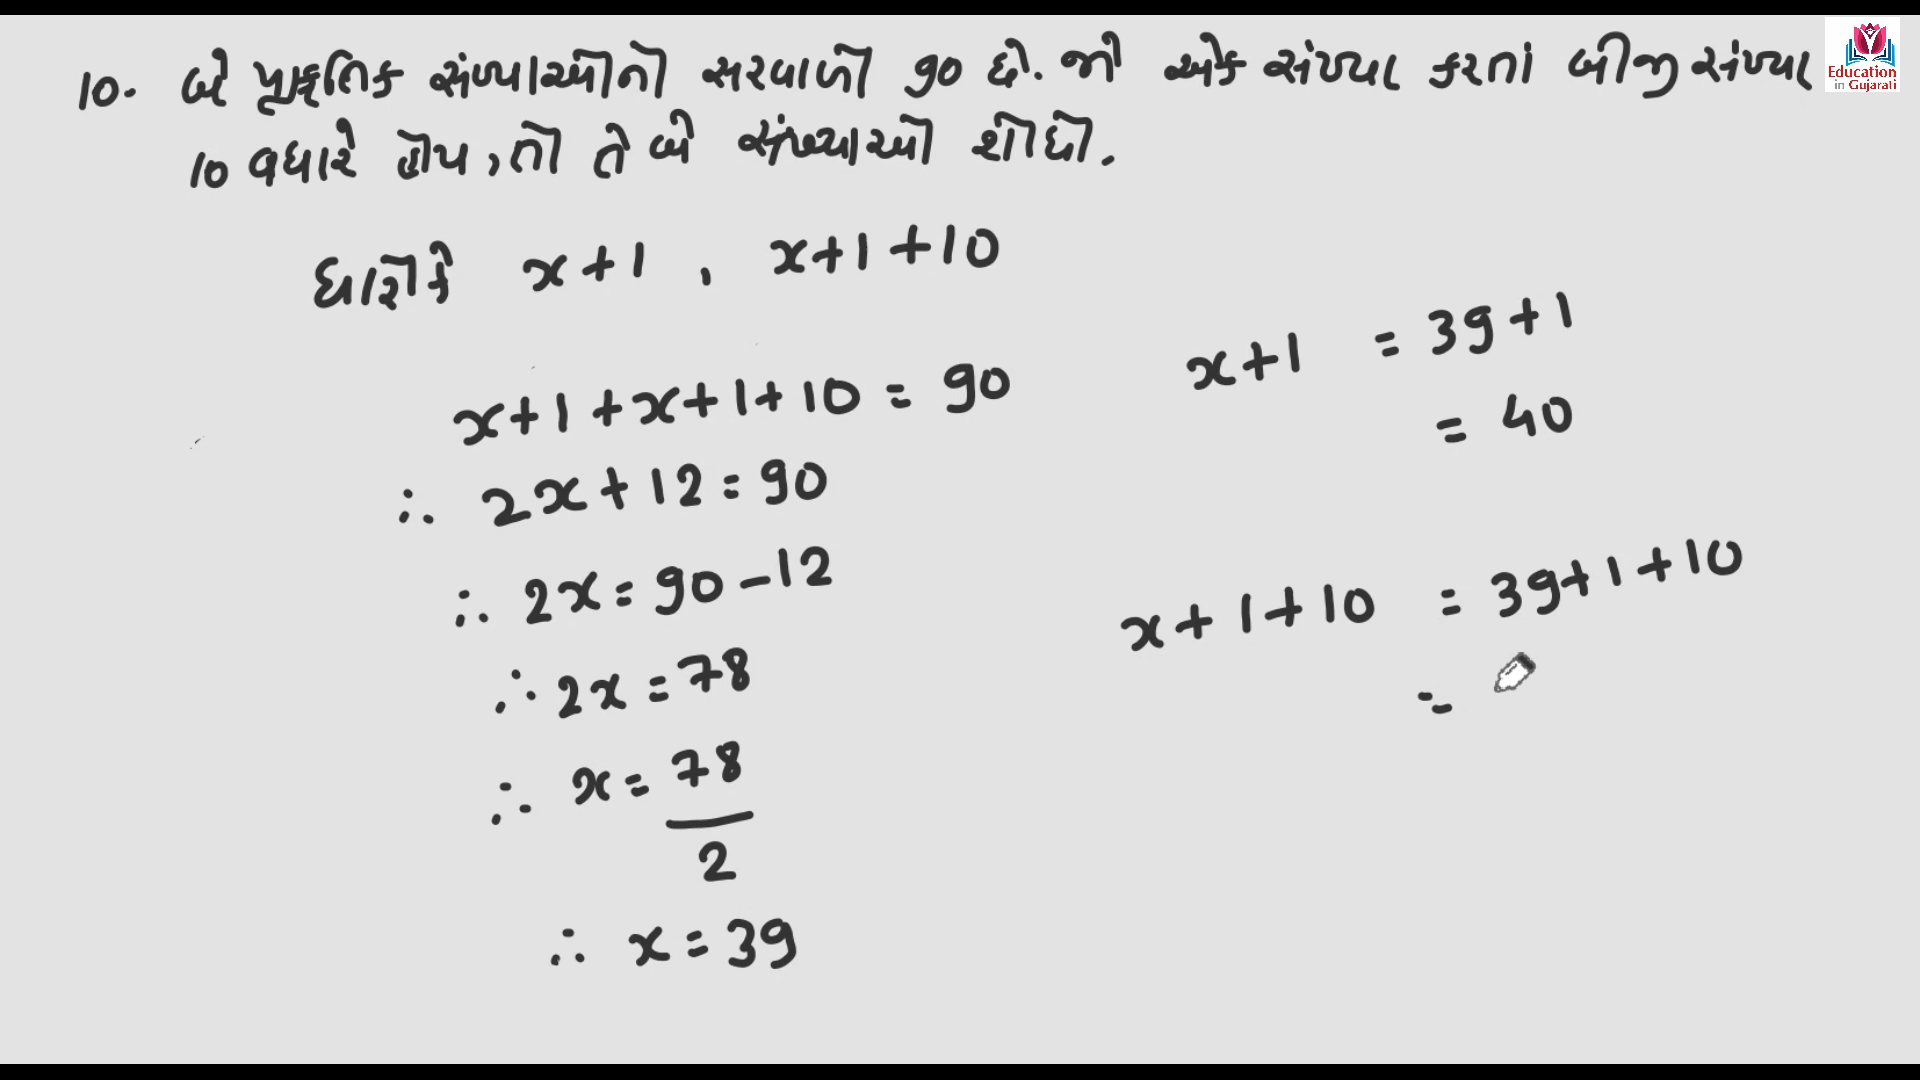 10. બે પ્રાકૃતિક સંખ્યાઓનો સરવાળો 90 છે. જો એક સંખ્યા કરતાં બીજી સંખ્યા
10 વધારે હોય, તો તે બે સંખ્યાઓ શોધો.
Education
in Gujarati
ધારો કે x+1 , x+1+10
x+1+x+1+10 = 90
∴ 2x+12=90
∴ 2x=90-12
∴ 2x=78
∴ x=78/2
∴ x=39
x+1 = 39+1
= 40
x+1+10 = 39+1+10
=